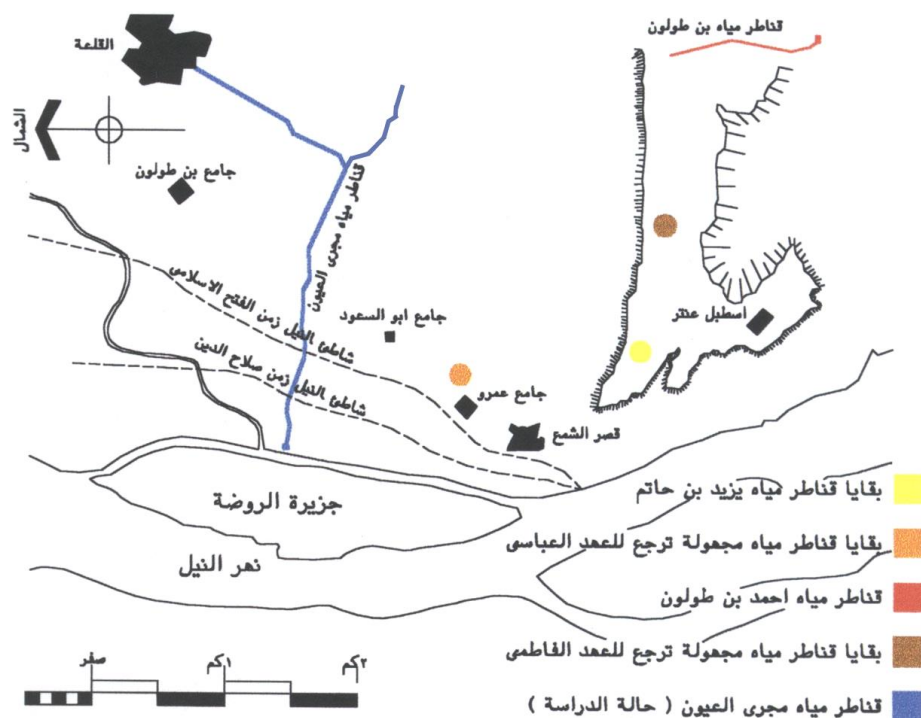 قناطر مياه بن طولون
القلعة
الشمال
جامع بن طولون
قناطر مياه مجرى العيون
شاطئ النيل زمن الفتح الاسلامى
جامع ابو السعود
اسطبل عنتر
شاطئ النيل زمن صلاح الدين
جامع عمرو
قصر الشمع
جزيرة الروضة
نهر النيل
بقايا قناطر مياه يزيد بن حاتم
بقايا قناطر مياه مجهولة ترجع للعهد العباسى
قناطر مياه احمد بن طولون
بقايا قناطر مياه مجهولة ترجع للعهد الفاطمى
قناطر مياه مجرى العيون ( حالة الدراسة )
صفر ١كم ٢كم